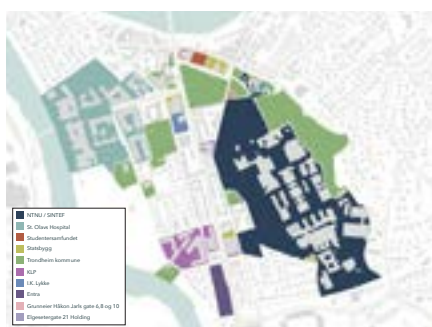 NTNU / SINTEF
St. Olavs Hospital
Studentersamfundet
Statsbygg
Trondheim kommune
KLP
I.K. Lykke
Entra
Grunneier Håkon Jarls gate 6,8 og 10
Elgesetergate 21 Holding